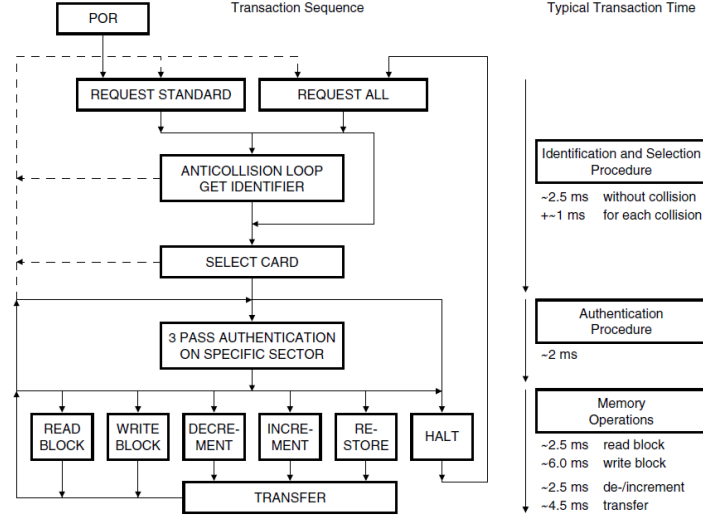 Transaction Sequence
Typical Transaction Time
POR
REQUEST STANDARD
REQUEST ALL
ANTICOLLISION LOOP
GET IDENTIFIER
Identification and Selection
Procedure
~2.5 ms without collision
+~1 ms for each collision
SELECT CARD
3 PASS AUTHENTICATION
ON SPECIFIC SECTOR
Authentication
Procedure
~2 ms
READ
BLOCK
WRITE
BLOCK
DECRE-
MENT
INCRE-
MENT
RE-
STORE
HALT
TRANSFER
Memory
Operations
~2.5 ms read block
~6.0 ms write block
~2.5 ms de-/increment
~4.5 ms transfer